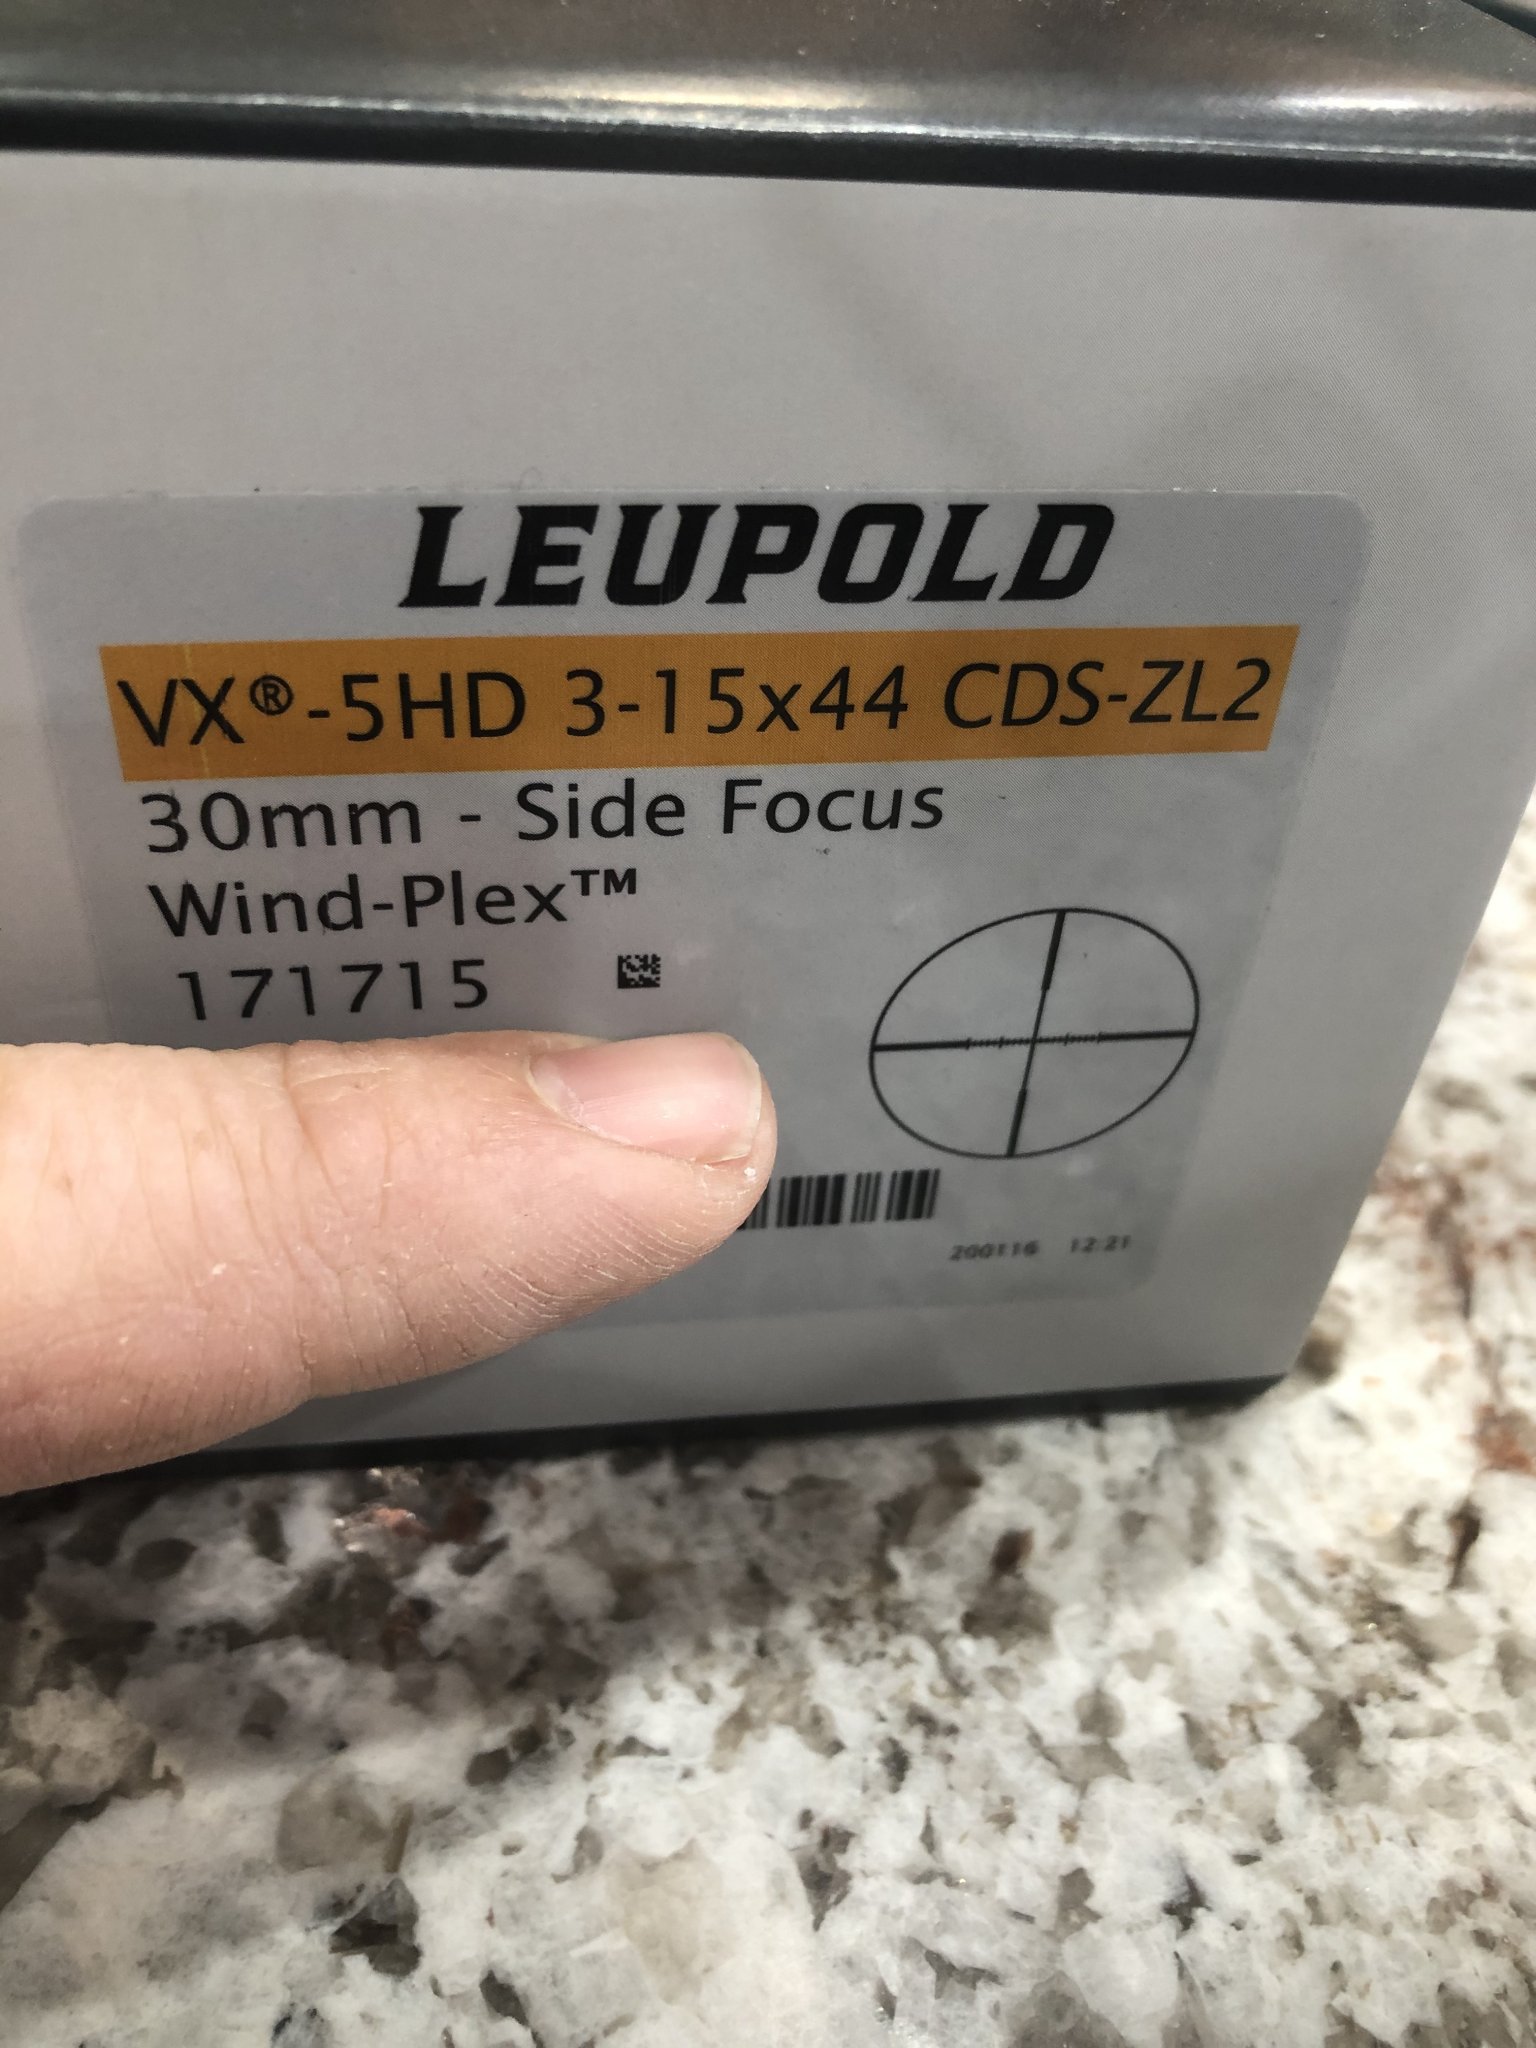 LEUPOLD
VX®-5HD 3-15x44 CDS-ZL2
30mm - Side Focus
Wind-Plex™
171715
200116 12:21